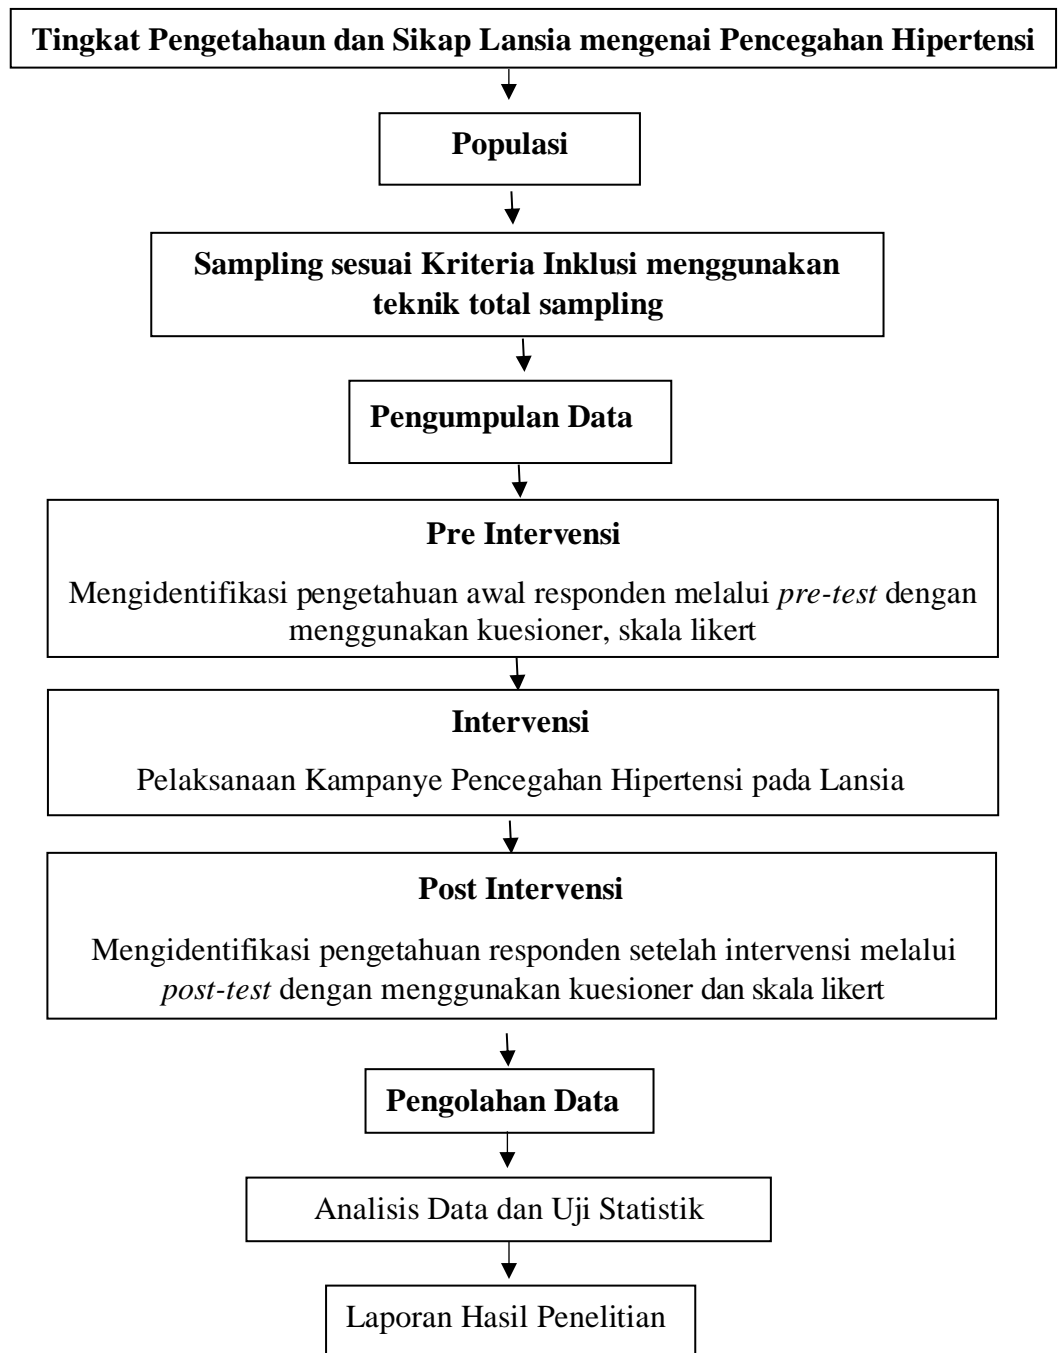 Tingkat Pengetahaun dan Sikap Lansia mengenai Pencegahan Hipertensi
Populasi
Sampling sesuai Kriteria Inklusi menggunakan
teknik total sampling
Pengumpulan Data
Pre Intervensi
Mengidentifikasi pengetahuan awal responden melalui pre-test dengan
menggunakan kuesioner, skala likert
Intervensi
Pelaksanaan Kampanye Pencegahan Hipertensi pada Lansia
Post Intervensi
Mengidentifikasi pengetahuan responden setelah intervensi melalui
post-test dengan menggunakan kuesioner dan skala likert
Pengolahan Data
Analisis Data dan Uji Statistik
Laporan Hasil Penelitian